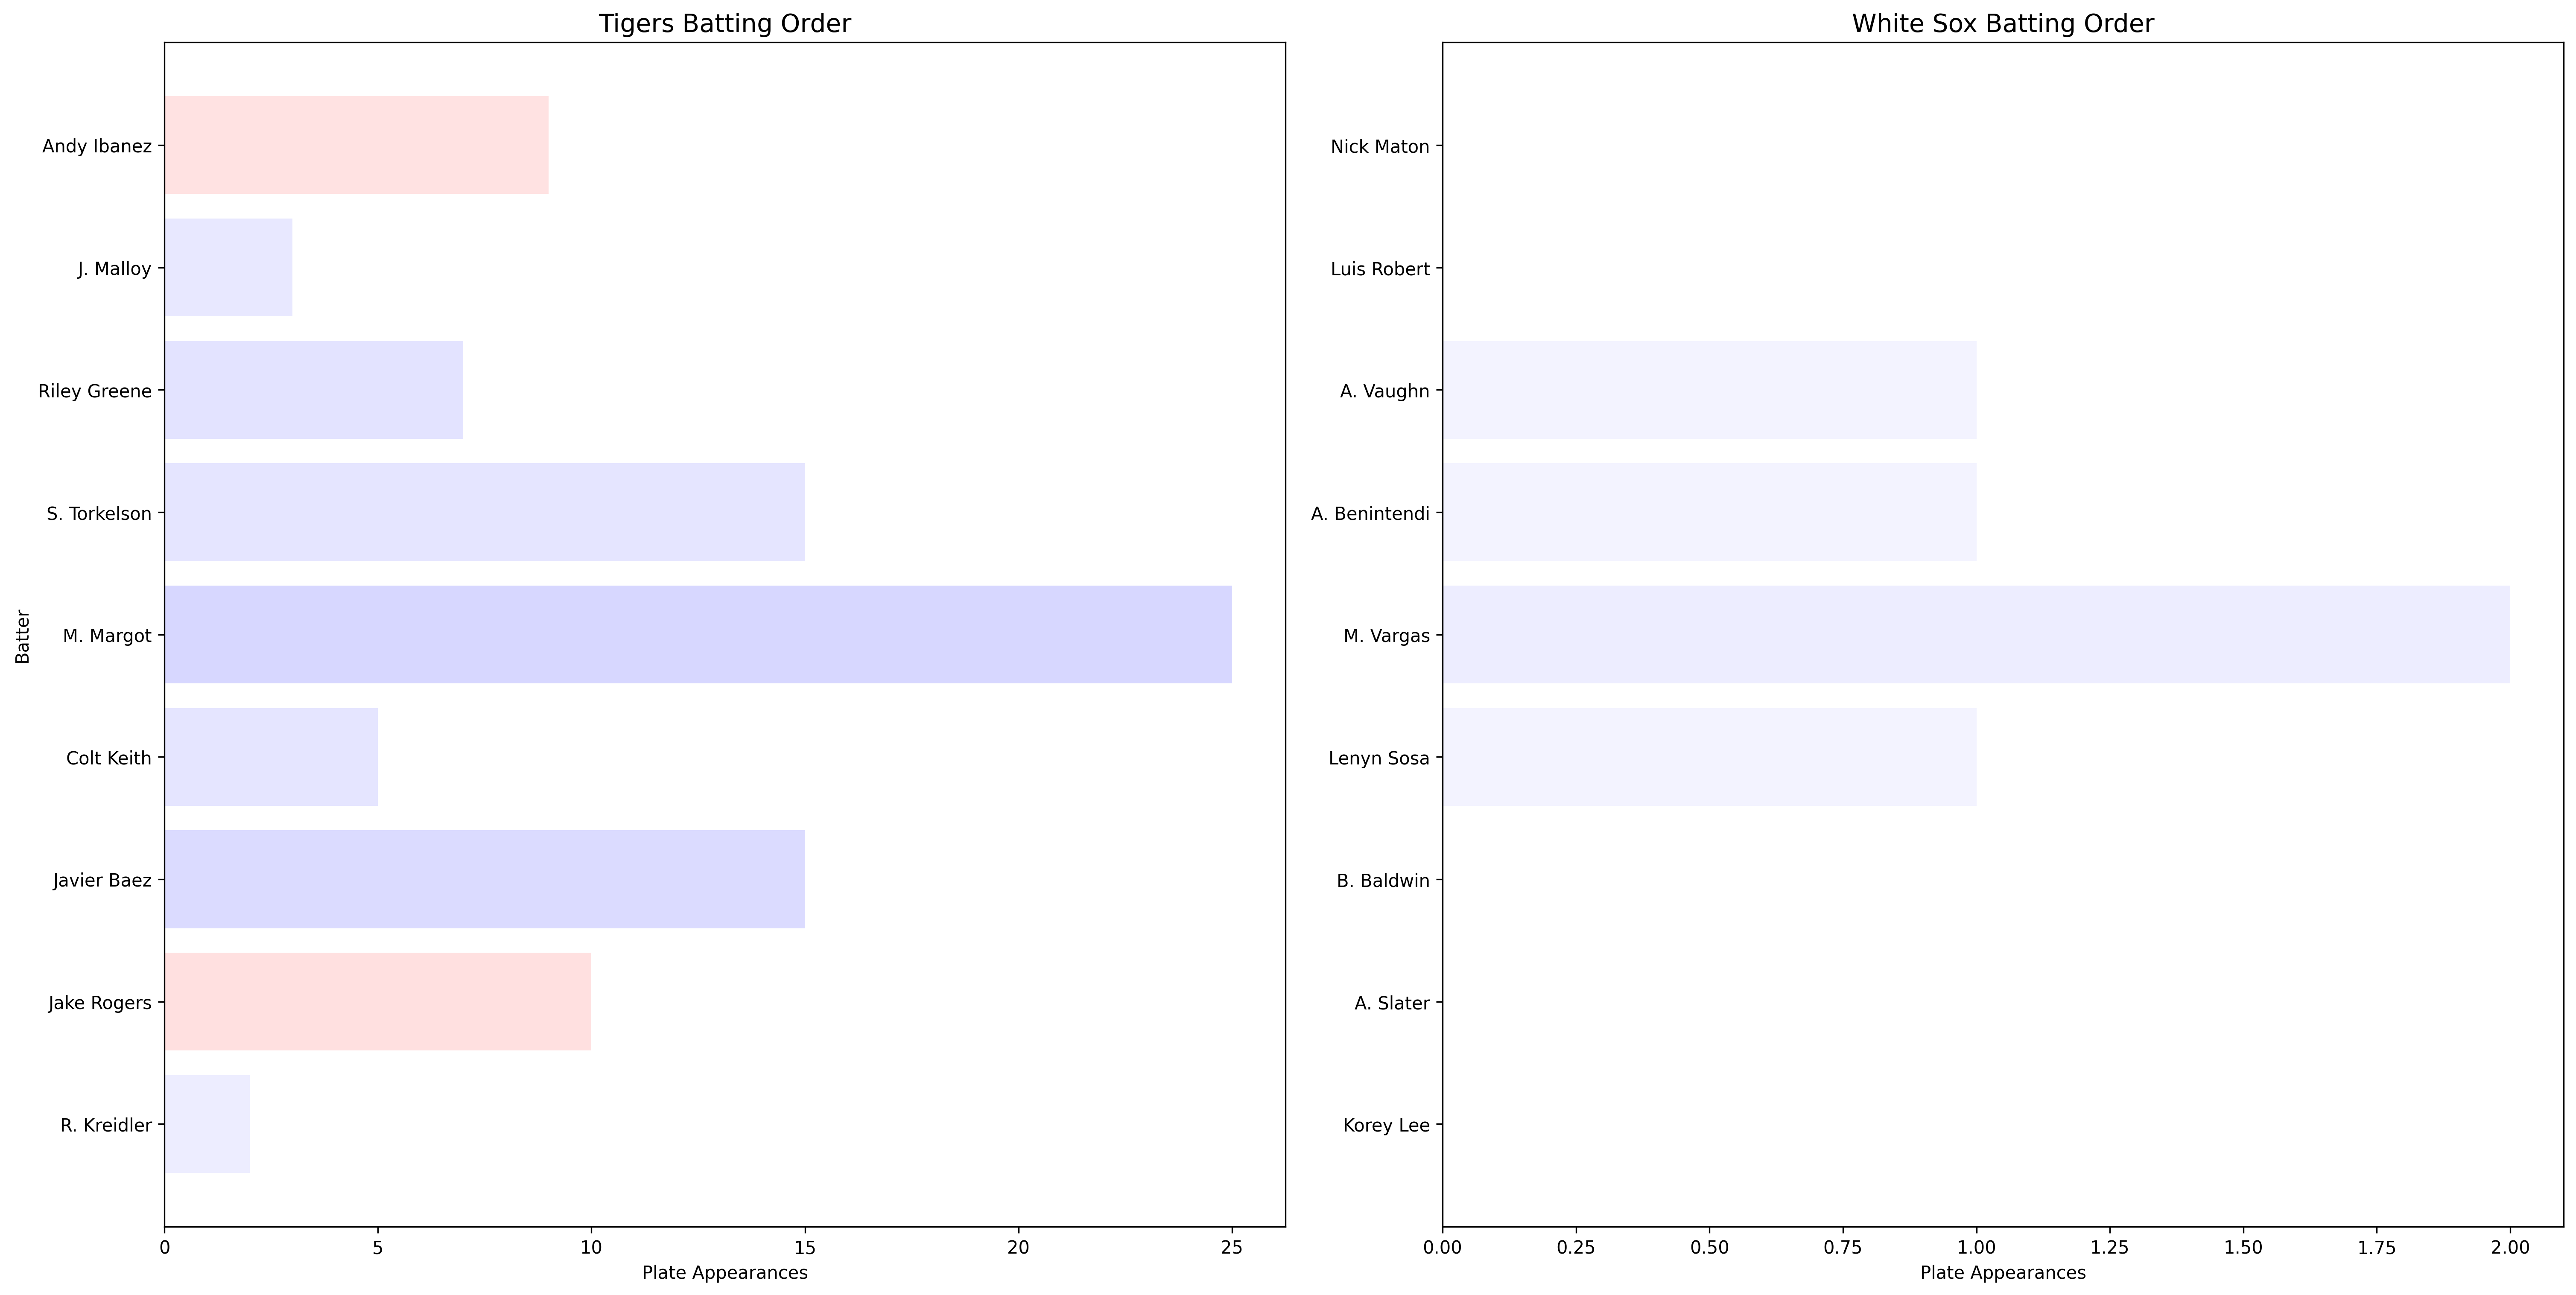 Tigers Batting Order
Batter
Andy Ibanez
J. Malloy
Riley Greene
S. Torkelson
M. Margot
Colt Keith
Javier Baez
Jake Rogers
R. Kreidler
0 5 10 15 20 25
Plate Appearances
White Sox Batting Order
Nick Maton
Luis Robert
A. Vaughn
A. Benintendi
M. Vargas
Lenyn Sosa
B. Baldwin
A. Slater
Korey Lee
0.00 0.25 0.50 0.75 1.00 1.25 1.50 1.75 2.00
Plate Appearances